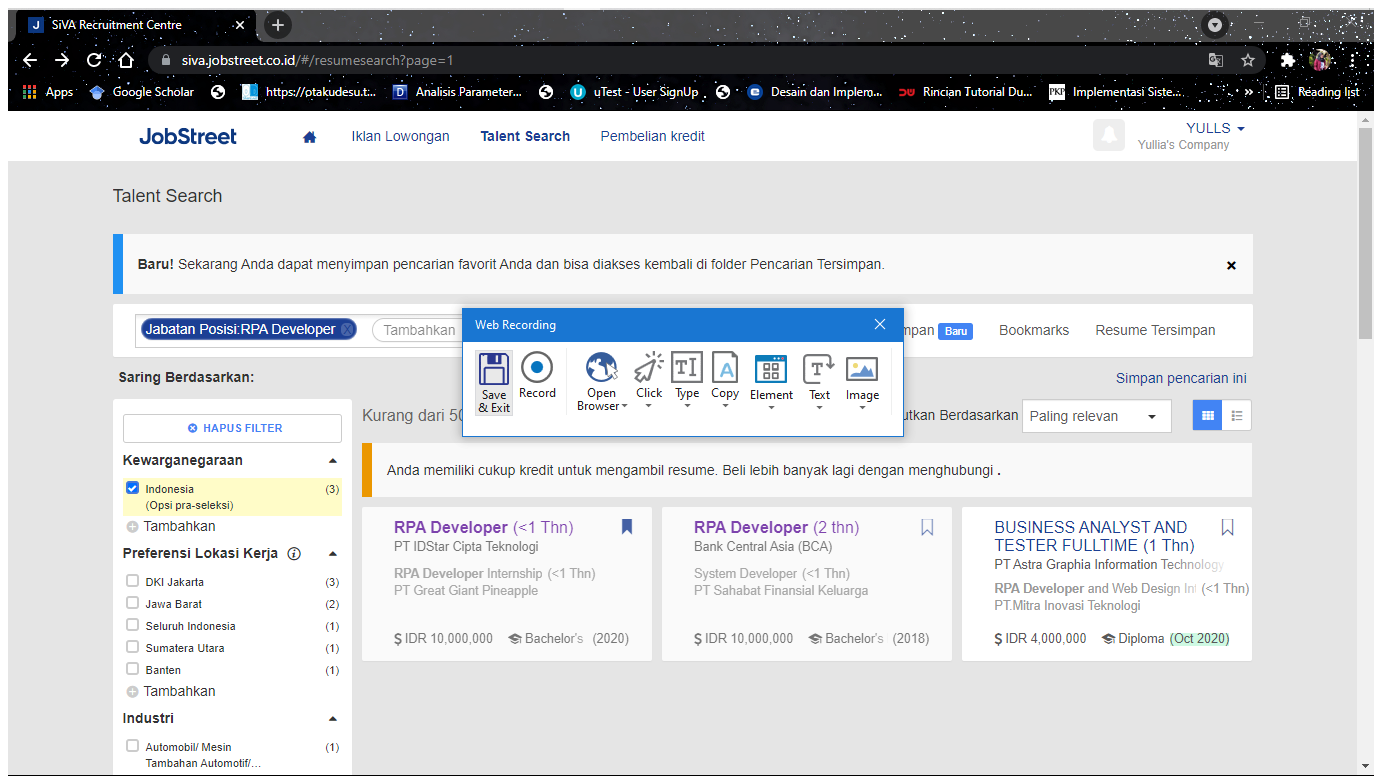 J SiVA Recruitment Centre
siva.jobstreet.co.id/#/resumesearch?page=1
Apps Google Scholar https://otakudesu.t:... D Analisis Parameter... uTest - User SignUp Desain dan Implem... Rincian Tutorial Du... PKP Implementasi Siste... » Reading list
JobStreet Iklan Lowongan Talent Search Pembelian kredit YULLS
Yullia's Company
Talent Search
Baru! Sekarang Anda dapat menyimpan pencarian favorit Anda dan bisa diakses kembali di folder Pencarian Tersimpan.
Jabatan Posisi:RPA Developer Tambahkan Baru Bookmarks Resume Tersimpan
Web Recording
Save & Exit
Record
Open Browser
Click
Type
Copy
Element
Text
Image
Saring Berdasarkan: Simpan pencarian ini
HAPUS FILTER
Kurang dari Berdasarkan Paling relevan
Kewarganegaraan
Indonesia (3)
(Opsi pra-seleksi)
Tambahkan
Preferensi Lokasi Kerja
DKI Jakarta (3)
Jawa Barat (2)
Seluruh Indonesia (1)
Sumatera Utara (1)
Banten (1)
Tambahkan
Industri
Automobil/ Mesin (1)
Tambahan Automotif/...
Anda memiliki cukup kredit untuk mengambil resume. Beli lebih banyak lagi dengan menghubungi .
RPA Developer (<1 Thn)
PT IDStar Cipta Teknologi
RPA Developer Internship (<1 Thn)
PT Great Giant Pineapple
$ IDR 10,000,000 Bachelor's (2020)
RPA Developer (2 thn)
Bank Central Asia (BCA)
System Developer (<1 Thn)
PT Sahabat Finansial Keluarga
$ IDR 10,000,000 Bachelor's (2018)
BUSINESS ANALYST AND
TESTER FULLTIME (1 Thn)
PT Astra Graphia Information Technology
RPA Developer and Web Design (<1 Thn)
PT.Mitra Inovasi Teknologi
$ IDR 4,000,000 Diploma (Oct 2020)